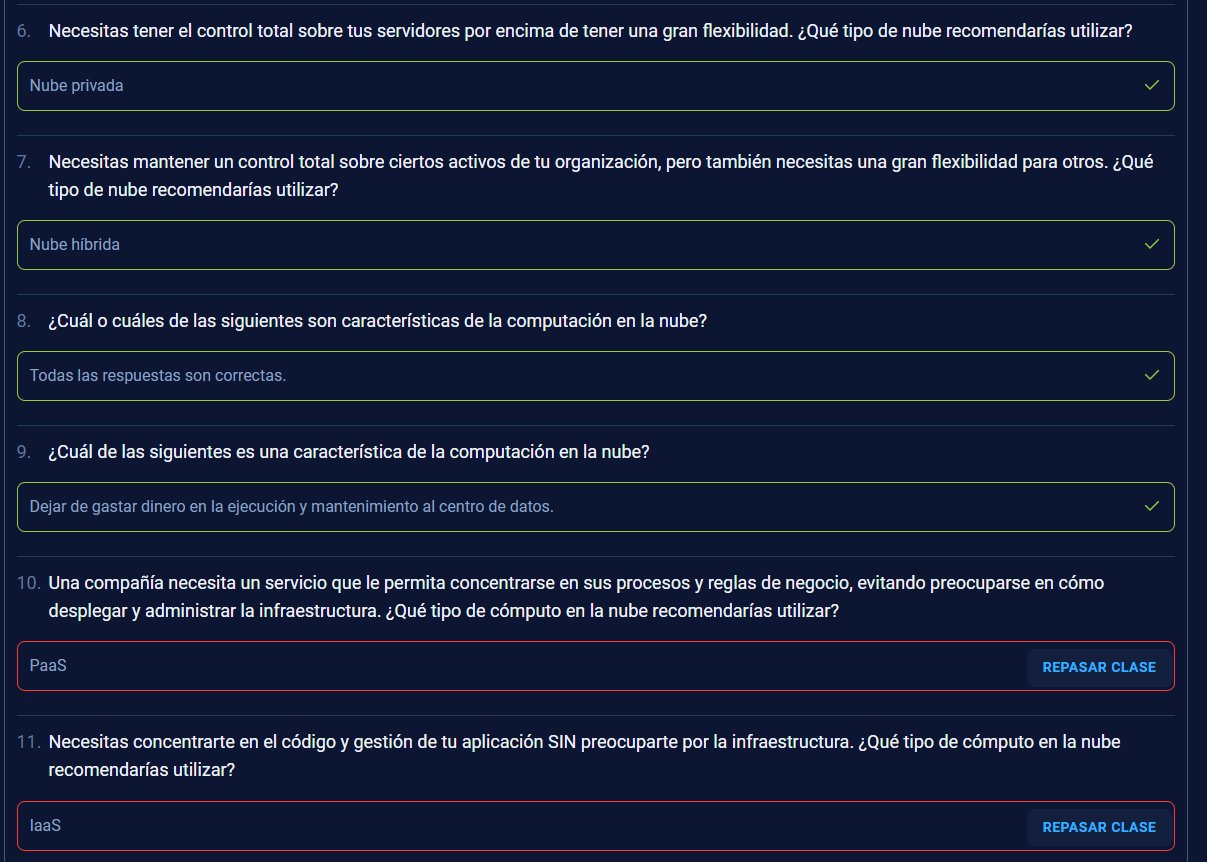 6. Necesitas tener el control total sobre tus servidores por encima de tener una gran flexibilidad. ¿Qué tipo de nube recomendarías utilizar?
Nube privada
7. Necesitas mantener un control total sobre ciertos activos de tu organización, pero también necesitas una gran flexibilidad para otros. ¿Qué
tipo de nube recomendarías utilizar?
Nube híbrida
8. ¿Cuál o cuáles de las siguientes son características de la computación en la nube?
Todas las respuestas son correctas.
9. ¿Cuál de las siguientes es una característica de la computación en la nube?
Dejar de gastar dinero en la ejecución y mantenimiento al centro de datos.
10. Una compañía necesita un servicio que le permita concentrarse en sus procesos y reglas de negocio, evitando preocuparse en cómo
desplegar y administrar la infraestructura. ¿Qué tipo de cómputo en la nube recomendarías utilizar?
PaaS REPASAR CLASE
11. Necesitas concentrarte en el código y gestión de tu aplicación SIN preocuparte por la infraestructura. ¿Qué tipo de cómputo en la nube
recomendarías utilizar?
IaaS REPASAR CLASE